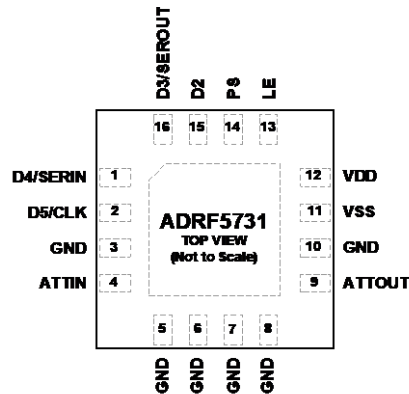 D3/SEROUT
D2
PS
LE
16 15 14 13
D4/SERIN 1
D5/CLK 2
GND 3
ATTIN 4
ADRF5731
TOP VIEW
(Not to Scale)
12 VDD
11 VSS
10 GND
9 ATTOUT
5 6 7 8
GND
GND
GND
GND